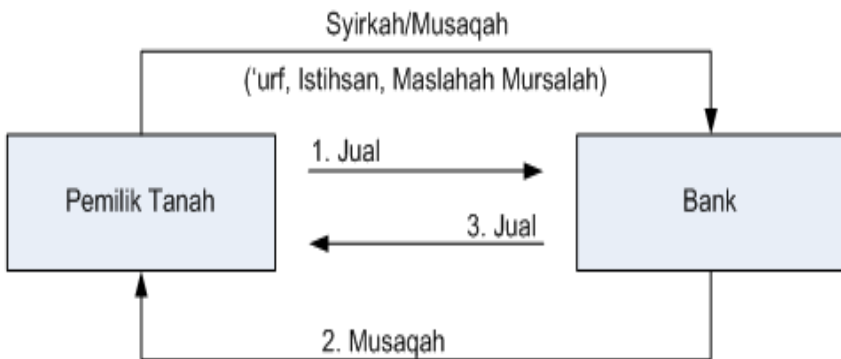 Syirkah/Musaqah
('urf, Istihsan, Maslahah Mursalah)
1. Jual
Pemilik Tanah
Bank
3. Jual
2. Musaqah